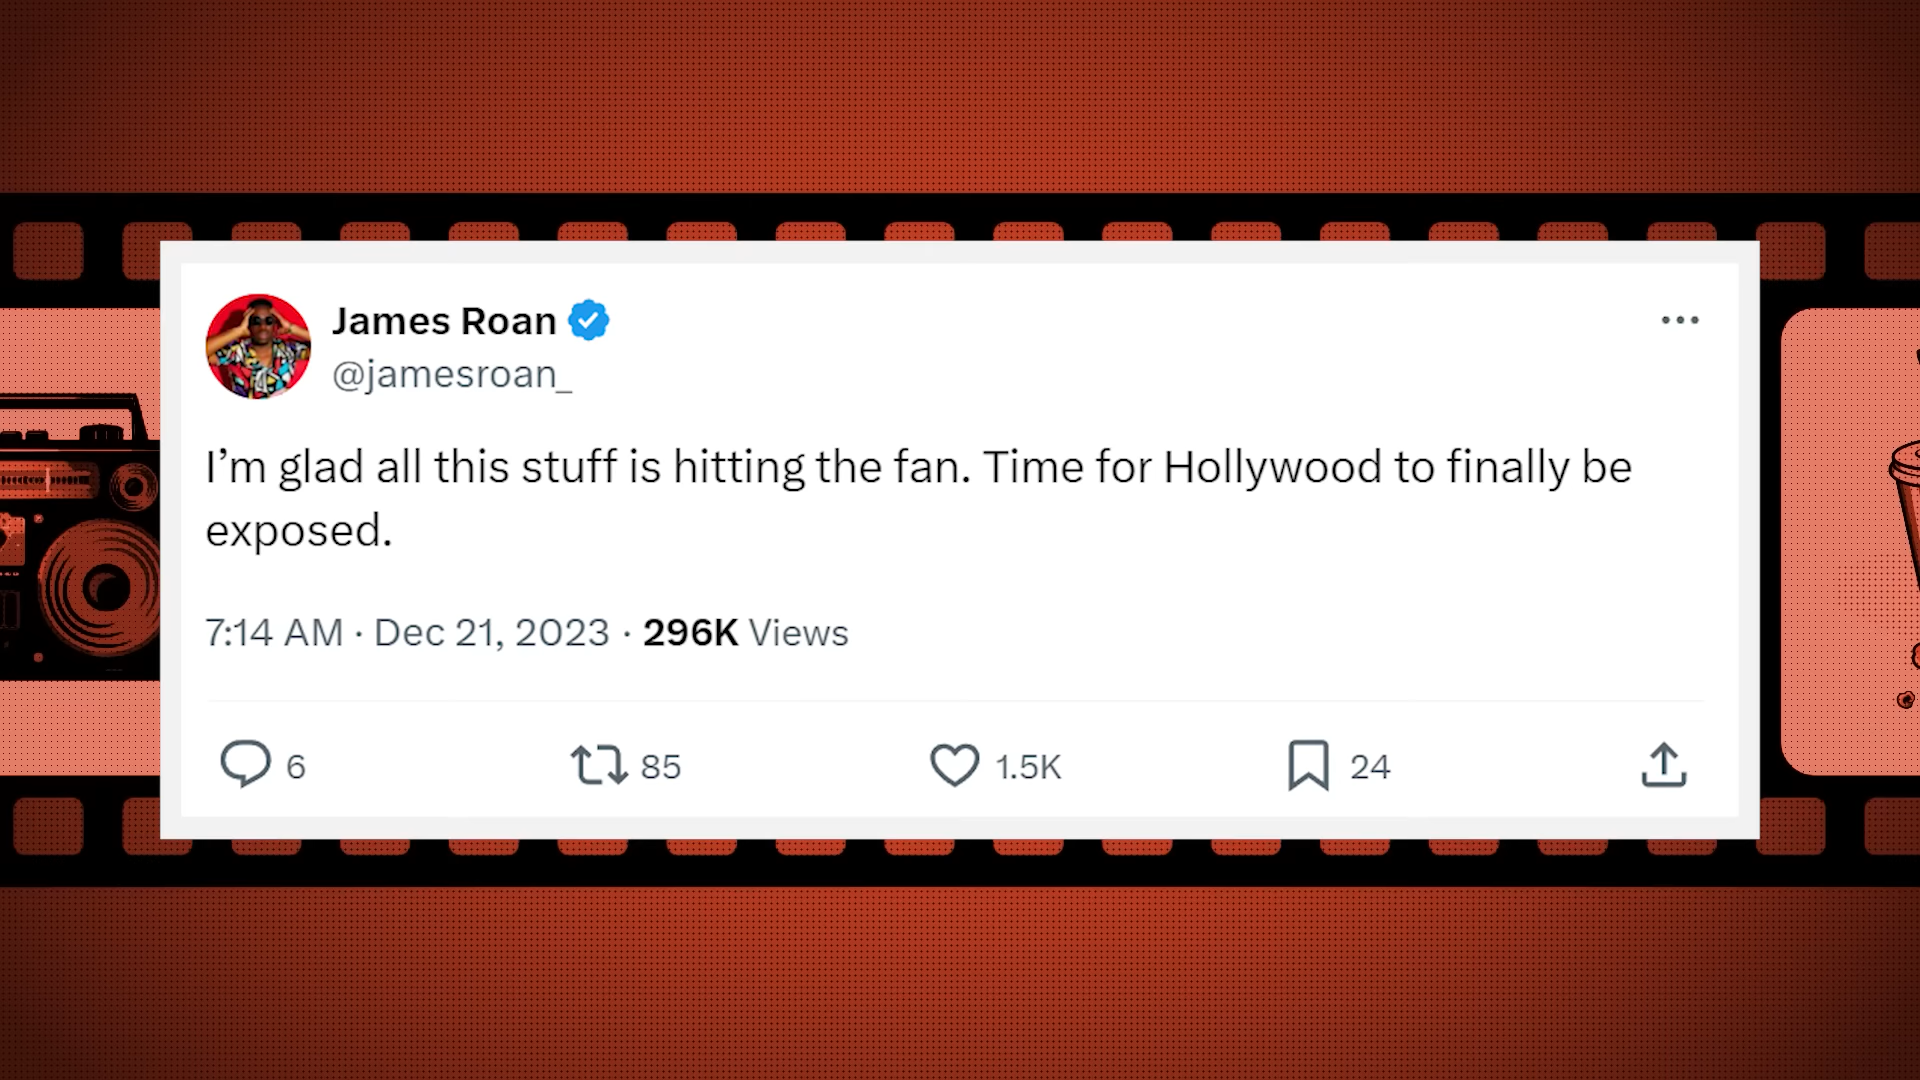 James Roan
@jamesroan_
I’m glad all this stuff is hitting the fan. Time for Hollywood to finally be
exposed.
7:14 AM · Dec 21, 2023 · 296K Views
6 85 1.5K 24